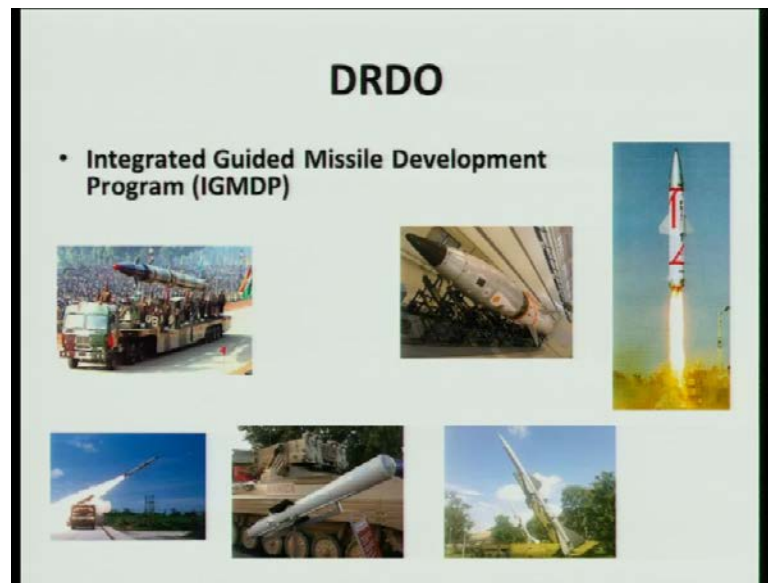 DRDO
• Integrated Guided Missile Development
Program (IGMDP)